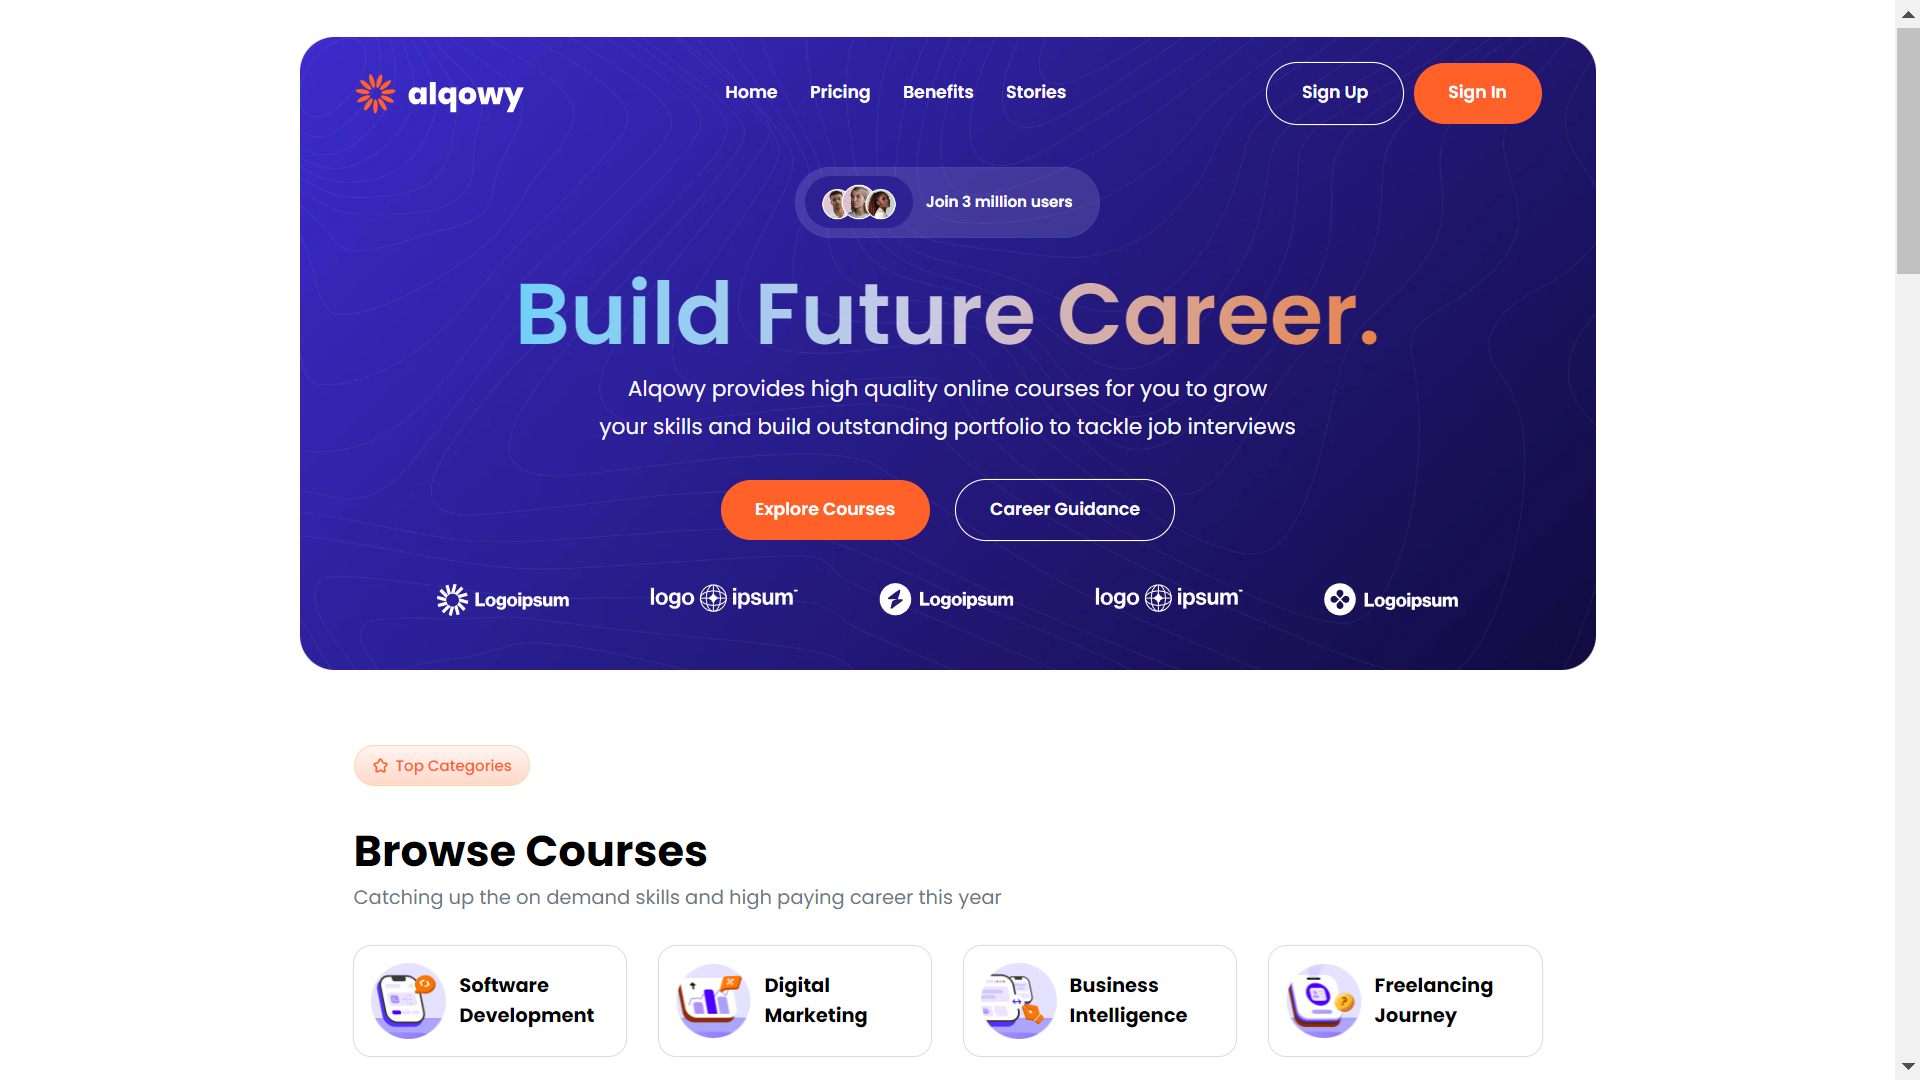 alqowy
Home Pricing Benefits Stories
Sign Up Sign In
Join 3 million users
Build Future Career.
Alqowy provides high quality online courses for you to grow
your skills and build outstanding portfolio to tackle job interviews
Explore Courses Career Guidance
Logoipsum logo ipsum Logoipsum logo ipsum Logoipsum
Top Categories
Browse Courses
Catching up the on demand skills and high paying career this year
Software
Development
Digital
Marketing
Business
Intelligence
Freelancing
Journey